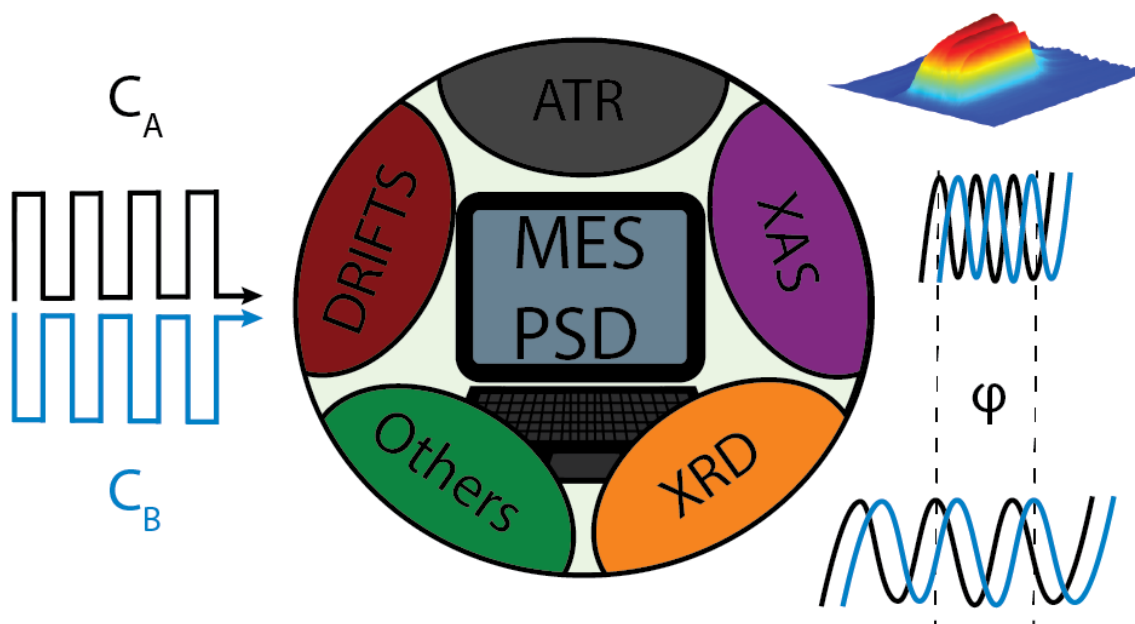 C_A
ATR
DRIFTS
XAS
MES
PSD
φ
Others
XRD
C_B